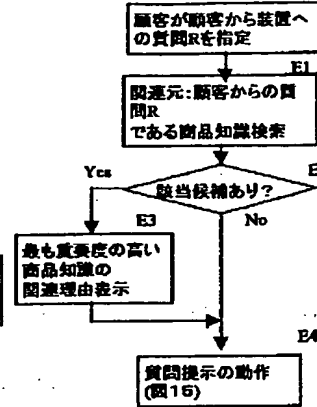 顧客が顧客から装置へ
の質問Rを指定
E1
関連元:顧客からの質
問R
である商品知識検索
E
該当候補あり?
Yes
No
E3
最も重要度の高い
商品知識の
関連理由表示
E4
質問提示の動作
(図15)